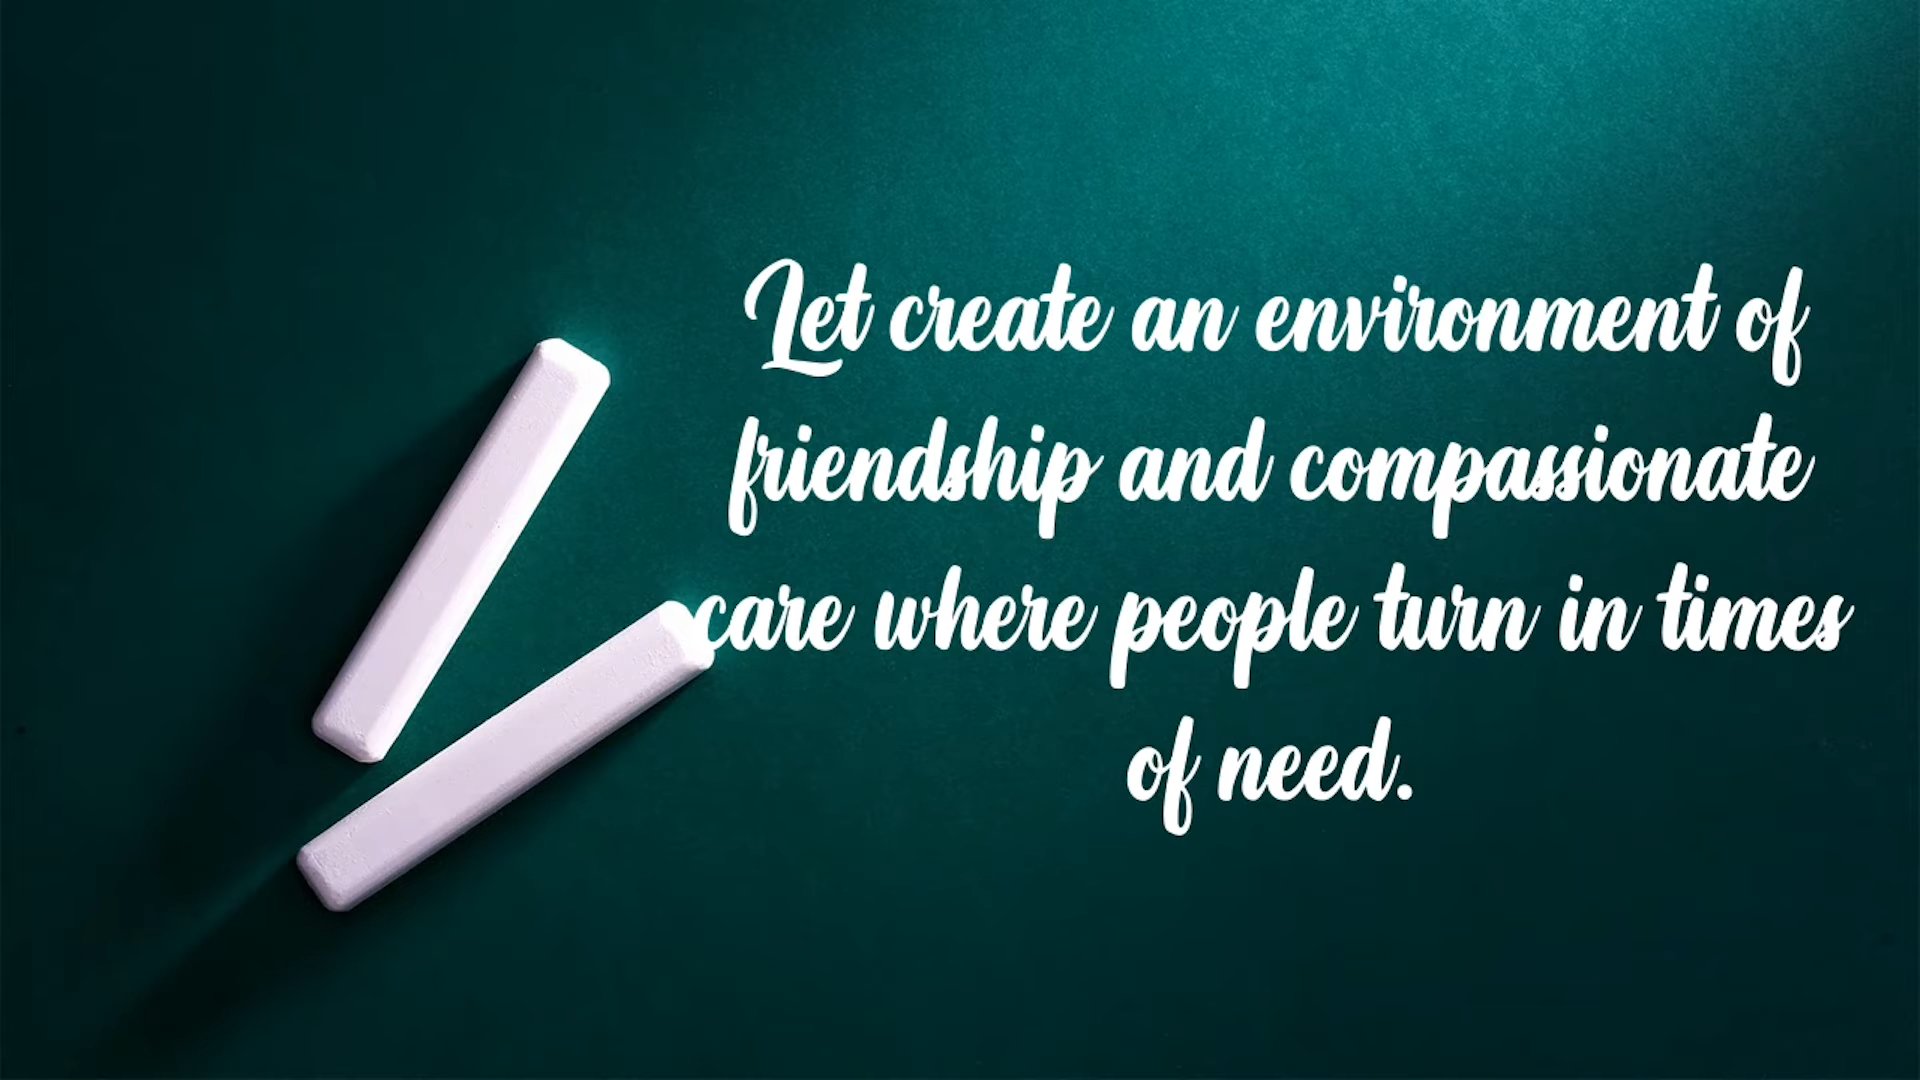 Let create an environment of
friendship and compassionate
care where people turn in times
of need.